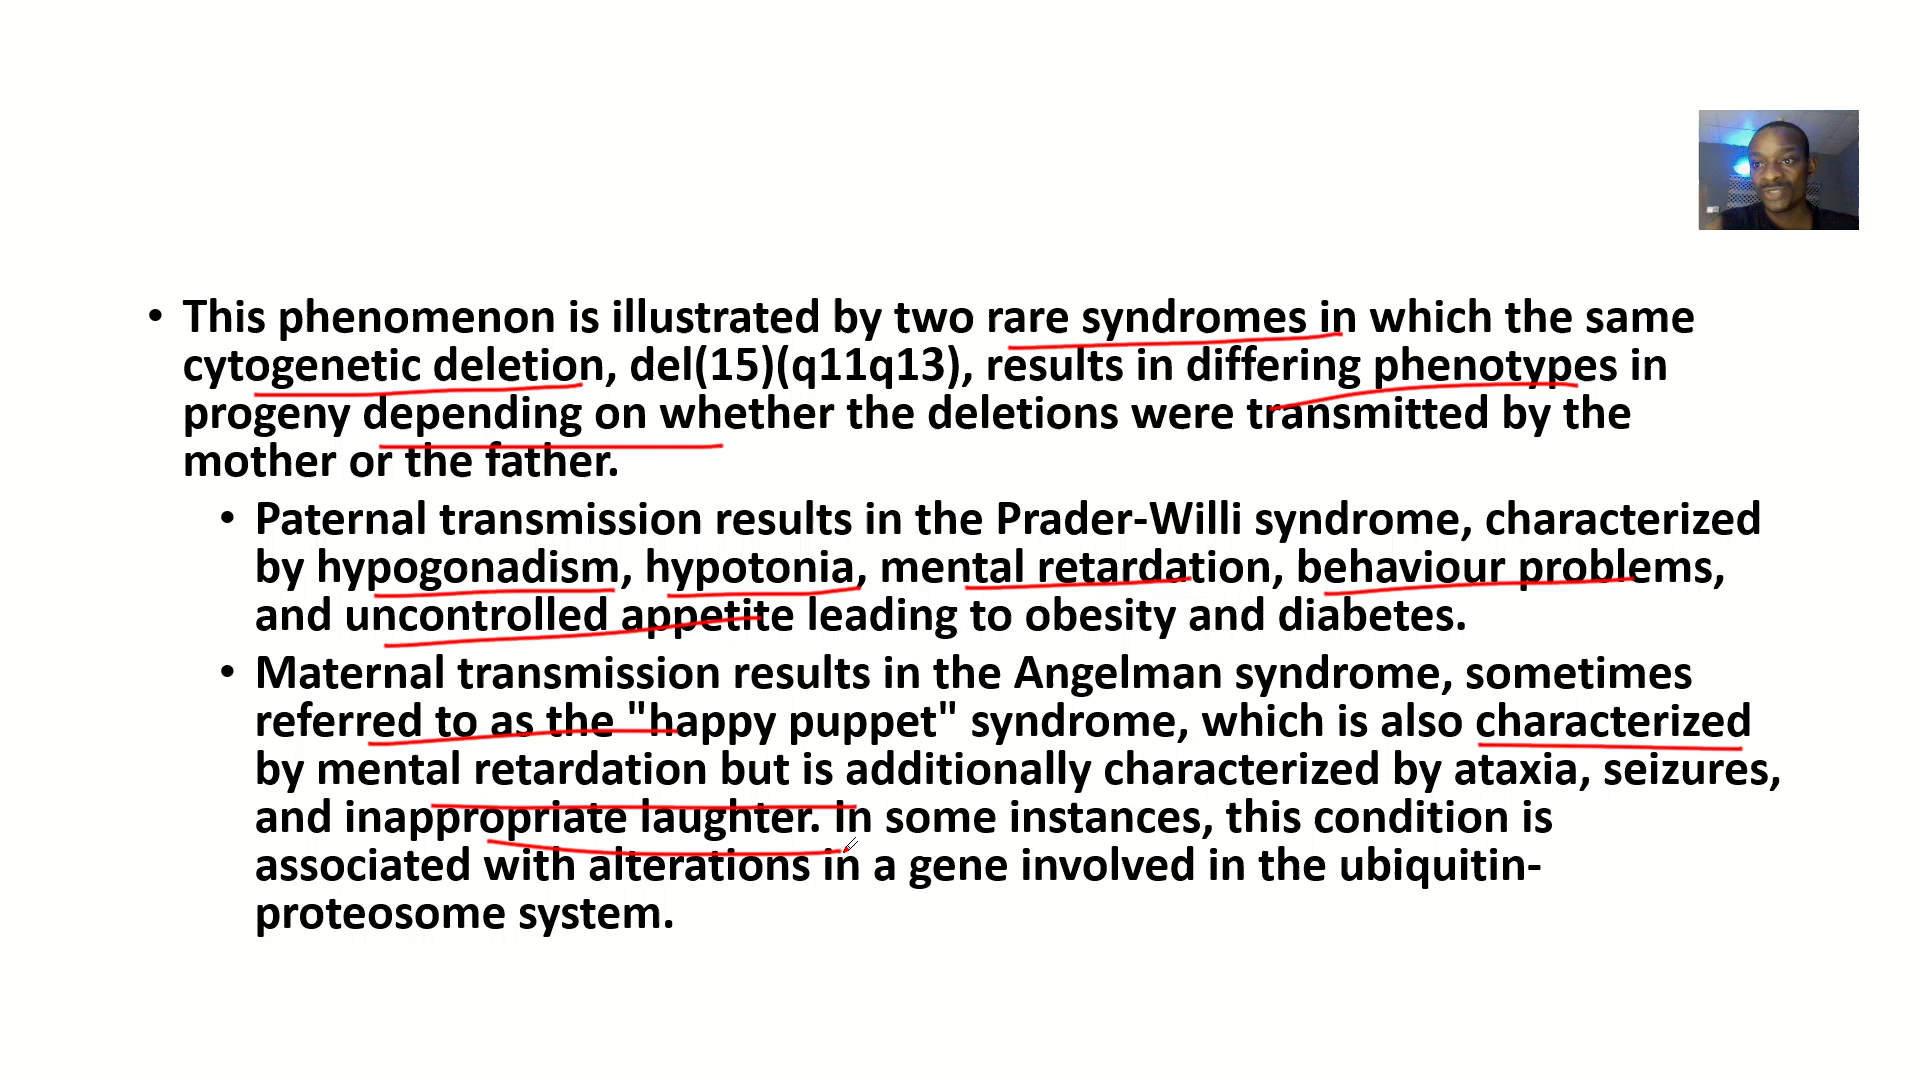 • This phenomenon is illustrated by two rare syndromes in which the same
cytogenetic deletion, del(15)(q11q13), results in differing phenotypes in
progeny depending on whether the deletions were transmitted by the
mother or the father.
• Paternal transmission results in the Prader-Willi syndrome, characterized
by hypogonadism, hypotonia, mental retardation, behaviour problems,
and uncontrolled appetite leading to obesity and diabetes.
• Maternal transmission results in the Angelman syndrome, sometimes
referred to as the "happy puppet" syndrome, which is also characterized
by mental retardation but is additionally characterized by ataxia, seizures,
and inappropriate laughter. In some instances, this condition is
associated with alterations in a gene involved in the ubiquitin-
proteosome system.